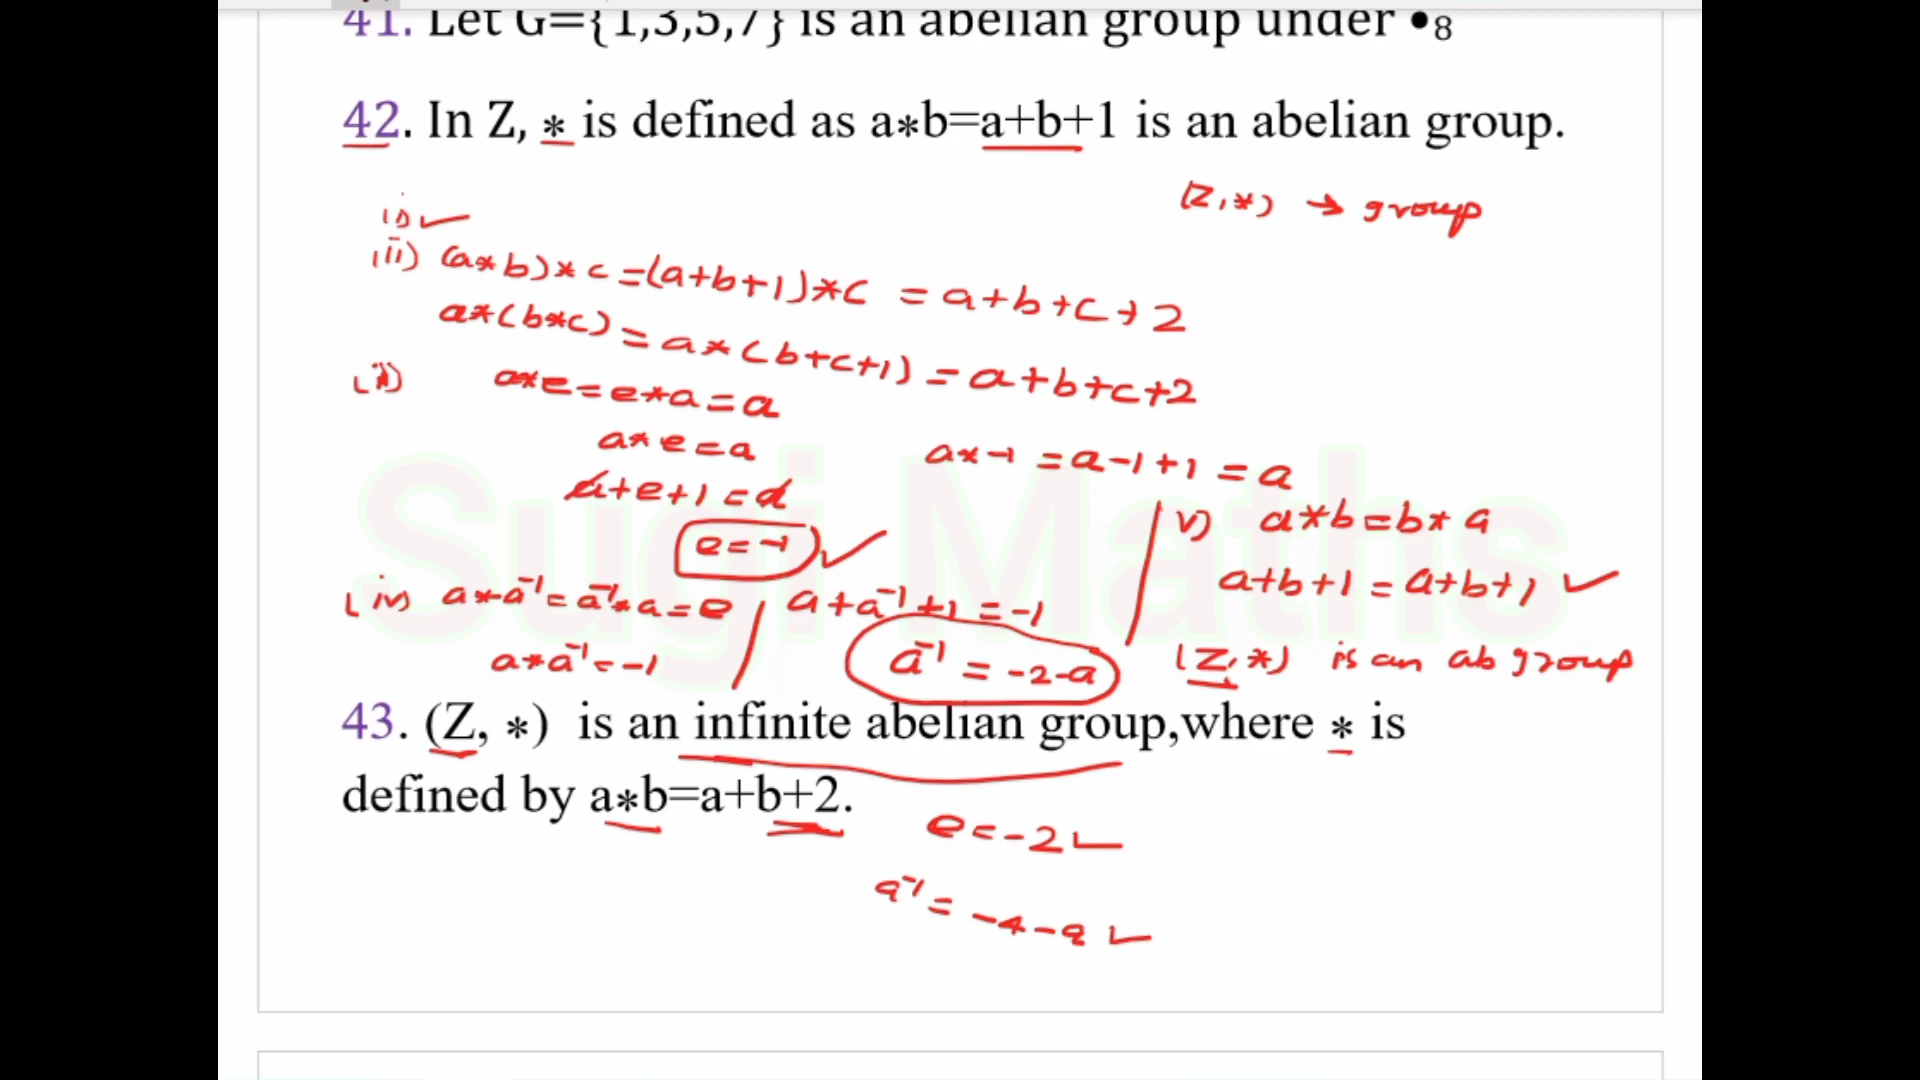 41. Let G={1,3,5,7} is an abelian group under •₈
42. In Z, * is defined as a*b=a+b+1 is an abelian group.
(Z, *) → group
i) ✓
(ii) (a*b)*c =(a+b+1)*c = a+b+c+2
a*(b*c) = a*(b+c+1) = a+b+c+2
a*e=e*a=a
a*e=a
a*-1 = a-1+1 = a
a+e+1=a
e=-1 ✓
v) a*b=b*a
a+b+1 = a+b+1 ✓
(iv) a*a⁻¹=a⁻¹*a=e
a+a⁻¹+1=-1
a*a⁻¹=-1
a⁻¹ = -2-a
(Z, *) is an ab group
Sugi Maths
43. (Z, *) is an infinite abelian group,where * is
defined by a*b=a+b+2.
e=-2 ✓
a⁻¹= -4-a ✓